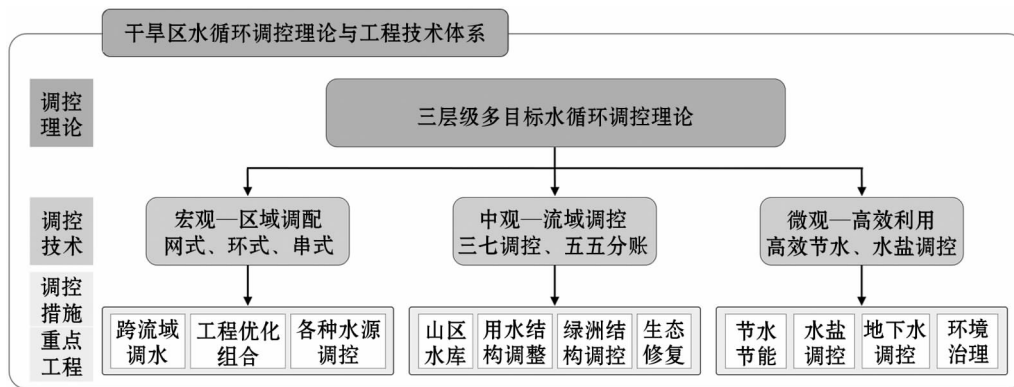 干旱区水循环调控理论与工程技术体系
调控
理论
三层级多目标水循环调控理论
调控
技术
宏观—区域调配
网式、环式、串式
中观—流域调控
三七调控、五五分账
微观—高效利用
高效节水、水盐调控
调控
措施
重点
工程
跨流域
调水
工程优化
组合
各种水源
调控
山区
水库
用水结
构调整
绿洲结
构调控
生态
修复
节水
节能
水盐
调控
地下水
调控
环境
治理